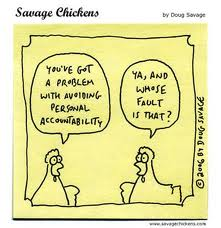 Savage Chickens
by Doug Savage
YOU'VE GOT
A PROBLEM
WITH AVOIDING
PERSONAL
ACCOUNTABILITY
YA, AND
WHOSE
FAULT
IS THAT?
© 2006 BY DOUG SAVAGE
www.savagechickens.com